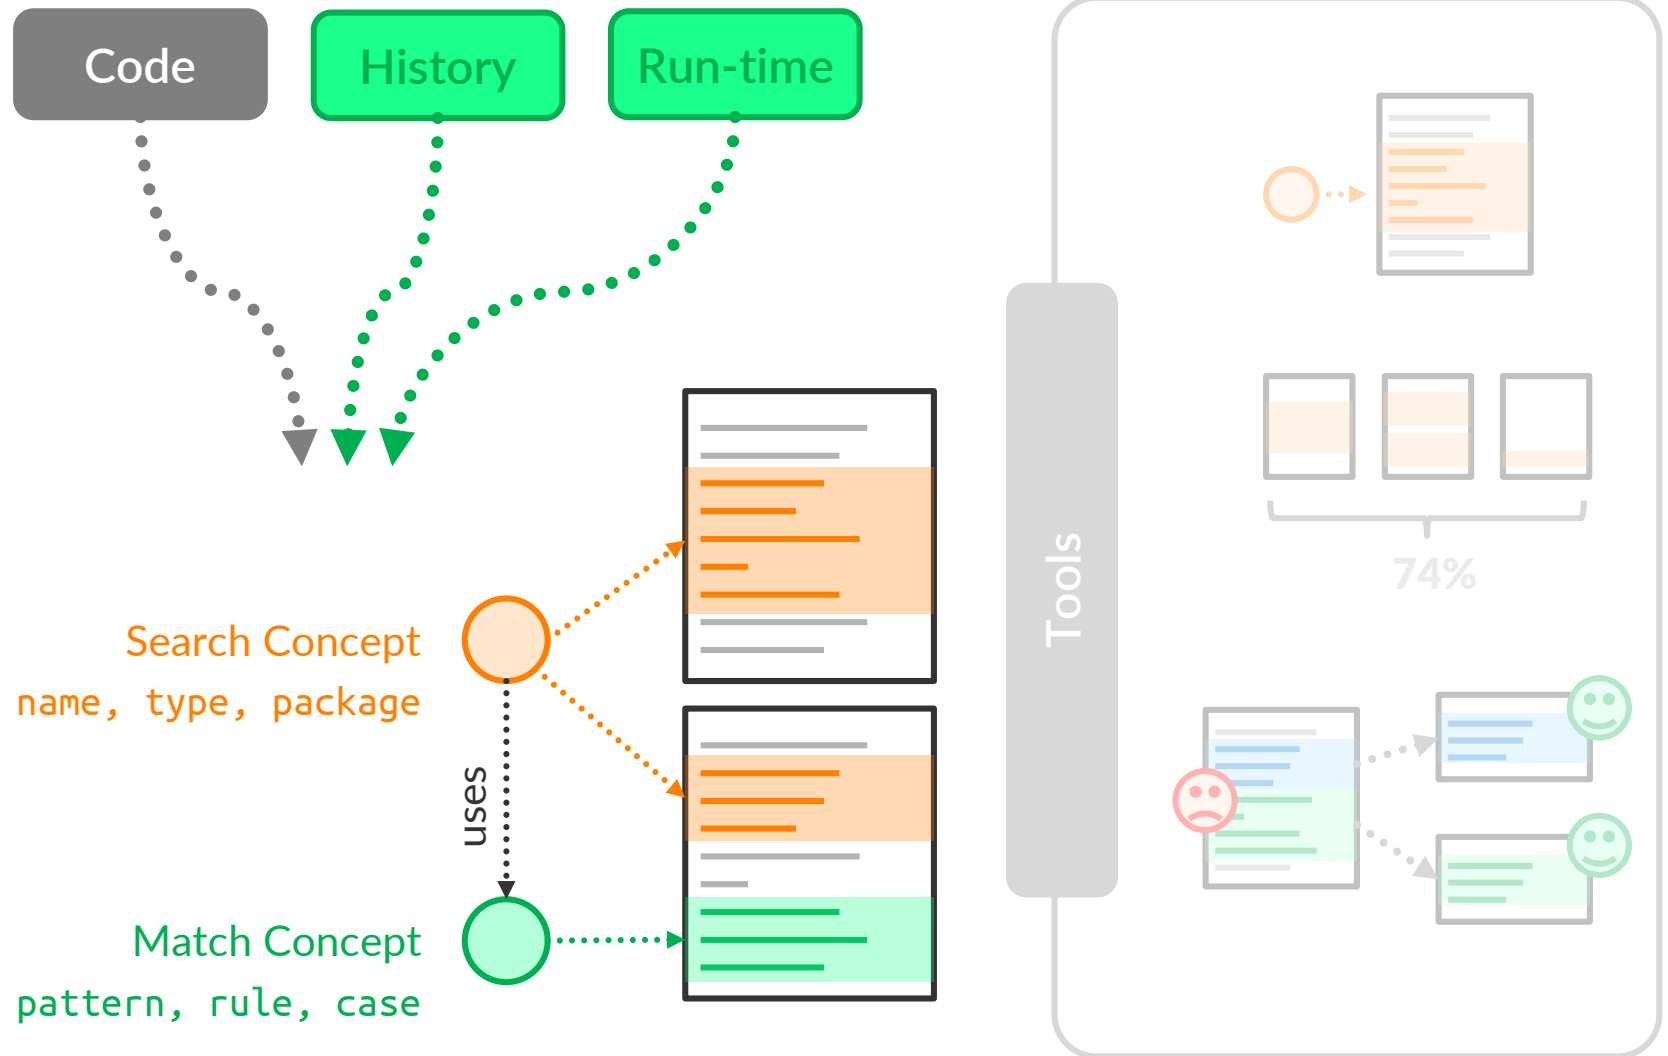 Code
History
Run-time
Search Concept
name, type, package
uses
Match Concept
pattern, rule, case
Tools
74%